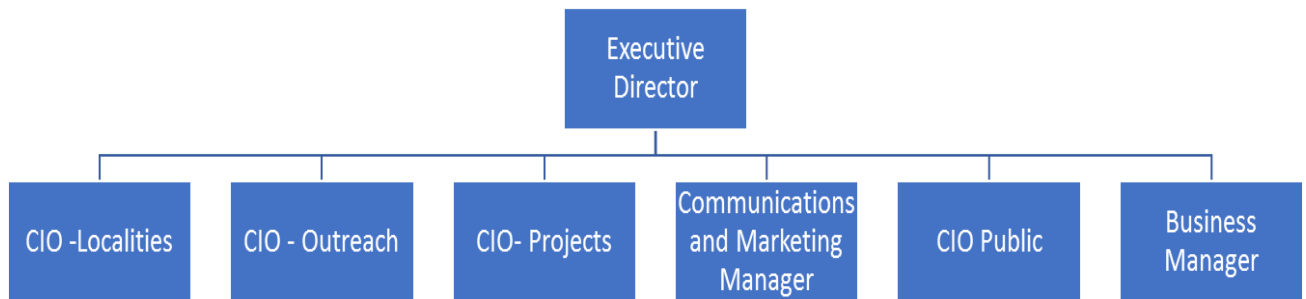 Executive
Director
CIO -Localities
CIO - Outreach
CIO- Projects
Communications
and Marketing
Manager
CIO Public
Business
Manager